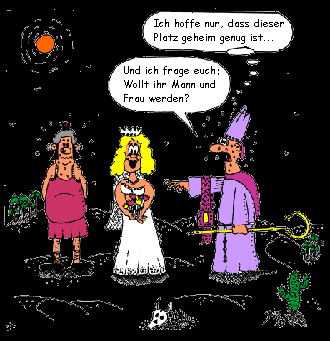 Ich hoffe nur, dass dieser
Platz geheim genug ist...
Und ich frage euch;
Wollt ihr Mann und
Frau werden?